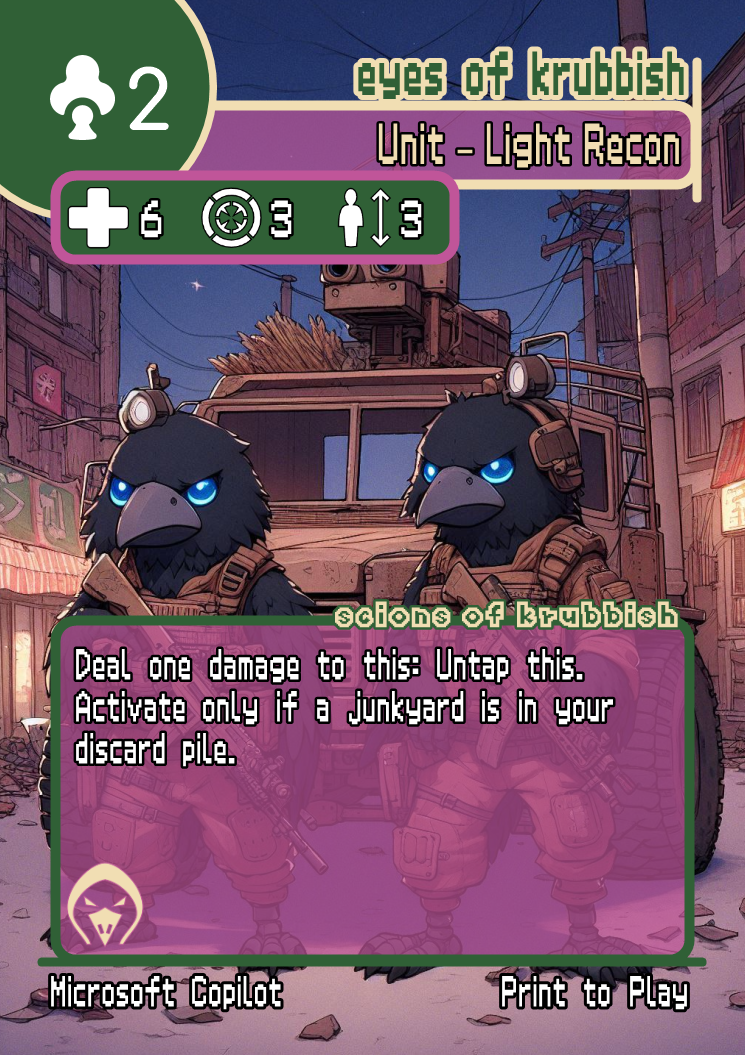 2
eyes of krubbish
Unit – Light Recon
6 3 3
scions of krubbish
Deal one damage to this: Untap this.
Activate only if a junkyard is in your
discard pile.
Microsoft Copilot
Print to Play